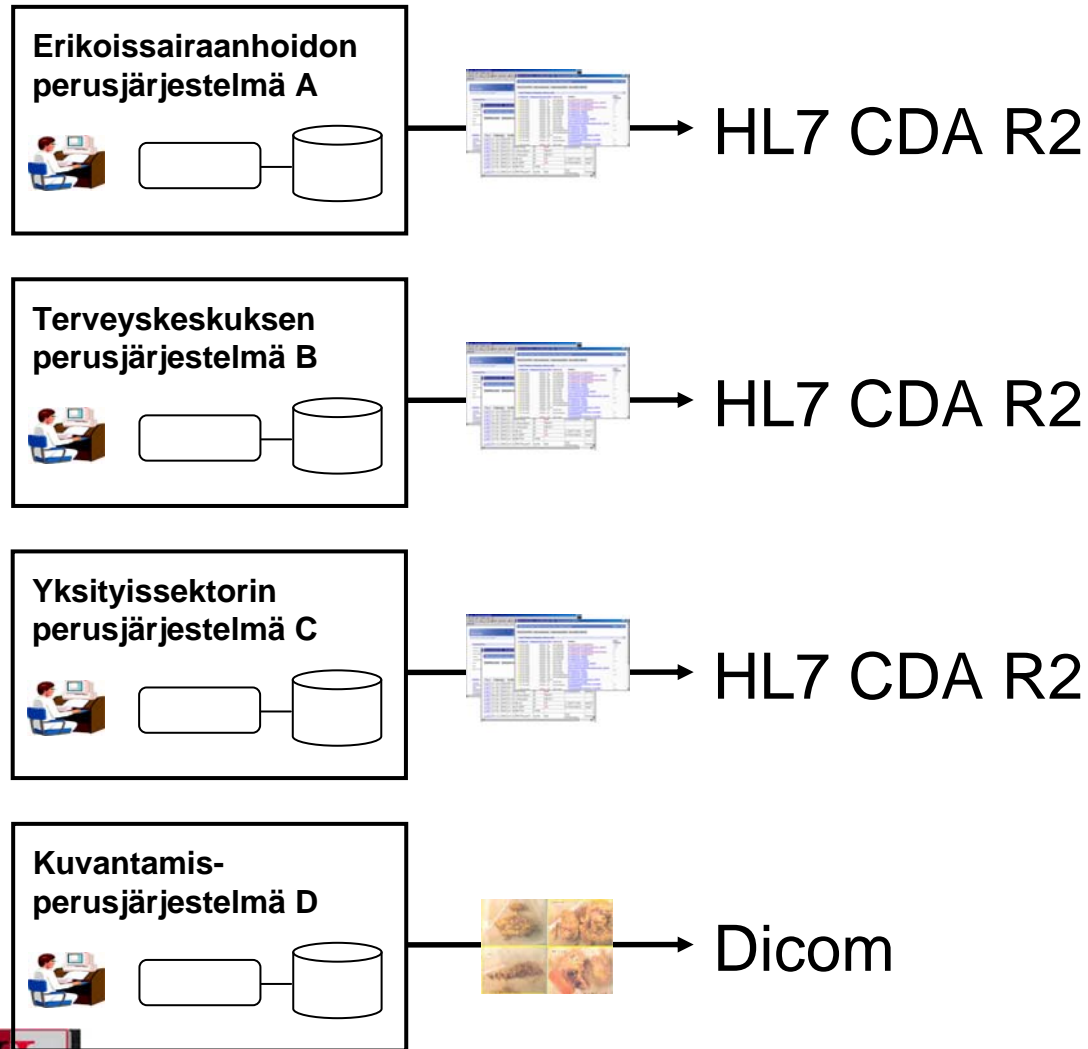 Erikoissairaanhoidon
perusjärjestelmä A
HL7 CDA R2
Terveyskeskuksen
perusjärjestelmä B
HL7 CDA R2
Yksityissektorin
perusjärjestelmä C
HL7 CDA R2
Kuvantamis-
perusjärjestelmä D
Dicom